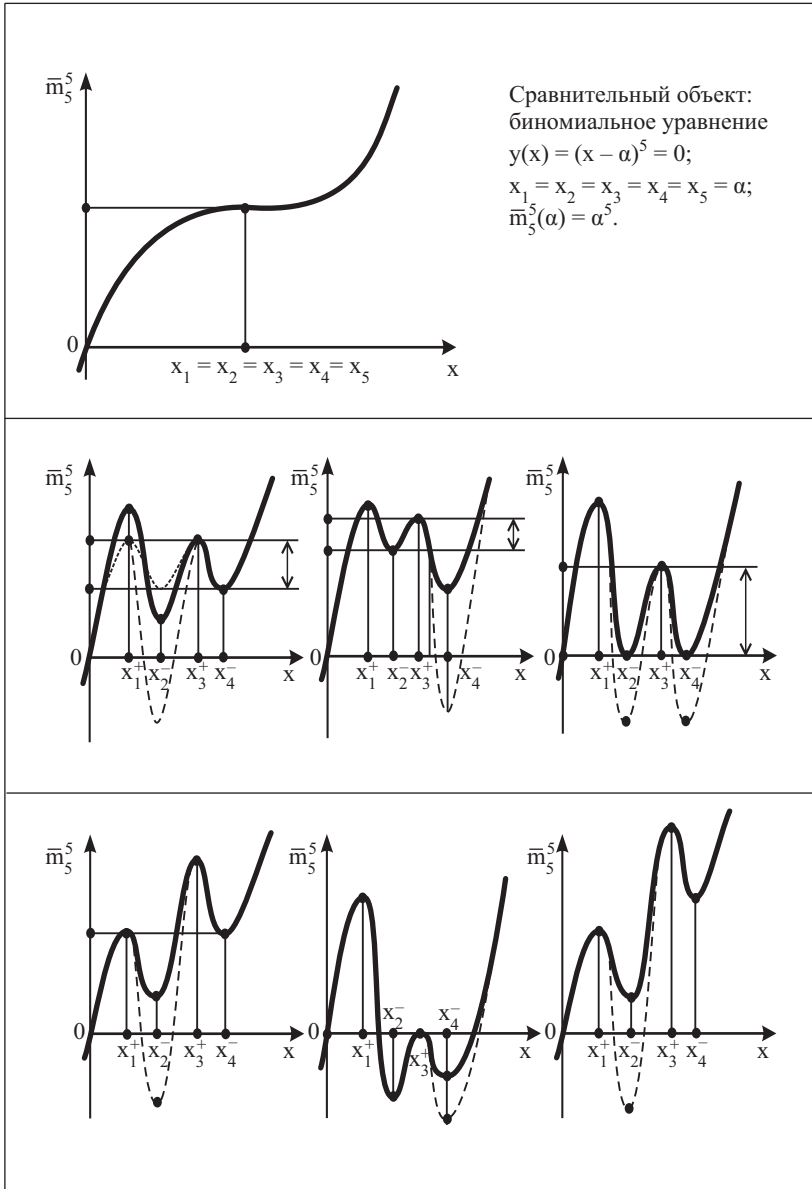 m̅₅⁵
Сравнительный объект:
биномиальное уравнение
y(x) = (x – α)⁵ = 0;
x₁ = x₂ = x₃ = x₄ = x₅ = α;
m̅₅⁵(α) = α⁵.
0
x₁ = x₂ = x₃ = x₄ = x₅ x
m̅₅⁵ m̅₅⁵ m̅₅⁵
0 0 0
x₁⁺ x₂⁻ x₃⁺ x₄⁻ x x₁⁺ x₂⁻ x₃⁺ x₄⁻ x x₁⁺ x₂⁻ x₃⁺ x₄⁻ x
m̅₅⁵ m̅₅⁵ m̅₅⁵
x₂⁻ x₄⁻
0 0 0
x₁⁺ x₂⁻ x₃⁺ x₄⁻ x x₁⁺ x₃⁺ x x₁⁺ x₂⁻ x₃⁺ x₄⁻ x